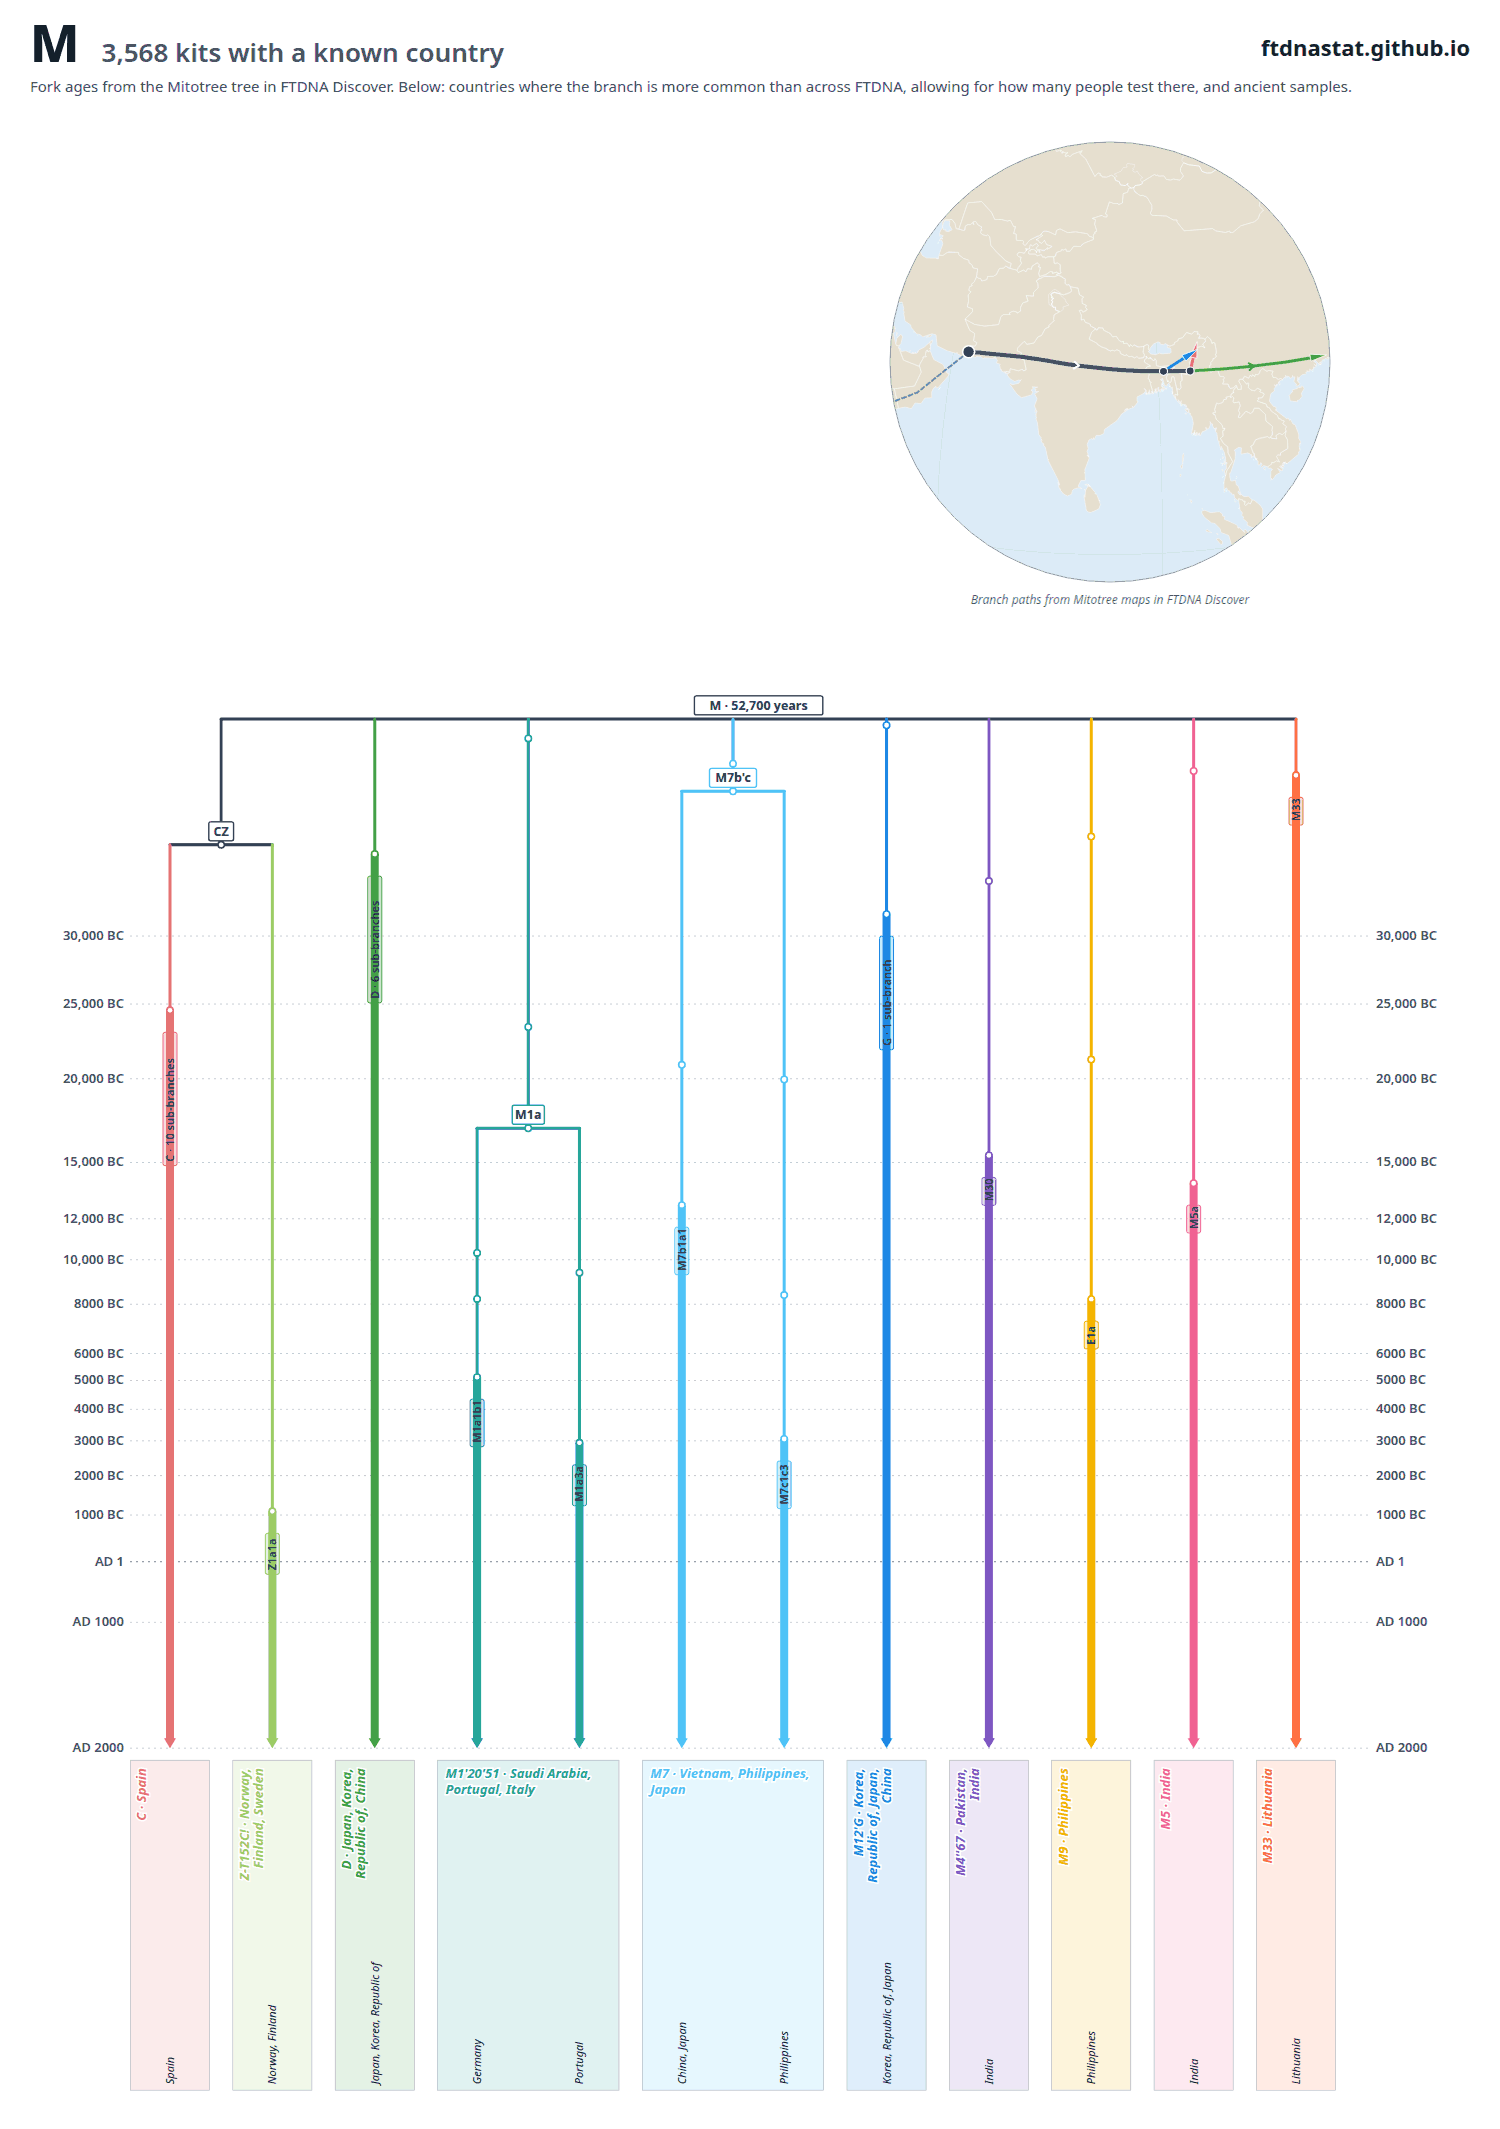 M 3,568 kits with a known country
ftdnastat.github.io
Fork ages from the Mitotree tree in FTDNA Discover. Below: countries where the branch is more common than across FTDNA, allowing for how many people test there, and ancient samples.
Branch paths from Mitotree maps in FTDNA Discover
M · 52,700 years
M7b'c
M33
CZ
D · 6 sub-branches
30,000 BC 30,000 BC
G · 1 sub-branch
25,000 BC 25,000 BC
C · 10 sub-branches
20,000 BC 20,000 BC
M1a
15,000 BC 15,000 BC
M30
M5a
12,000 BC 12,000 BC
M7b1a1
10,000 BC 10,000 BC
8000 BC 8000 BC
E1a
6000 BC 6000 BC
5000 BC 5000 BC
M1a1b1
4000 BC 4000 BC
3000 BC 3000 BC
M1a3a
M7c1c3
2000 BC 2000 BC
1000 BC 1000 BC
Z1a1a
AD 1 AD 1
AD 1000 AD 1000
AD 2000 AD 2000
C · Spain
Z-T152C! · Norway,
Finland, Sweden
D · Japan, Korea,
Republic of, China
M1'20'51 · Saudi Arabia,
Portugal, Italy
M7 · Vietnam, Philippines,
Japan
M12'G · Korea,
Republic of, Japan,
China
M4"67 · Pakistan,
India
M9 · Philippines
M5 · India
M33 · Lithuania
Spain
Norway, Finland
Japan, Korea, Republic of
Germany
Portugal
China, Japan
Philippines
Korea, Republic of, Japan
India
Philippines
India
Lithuania